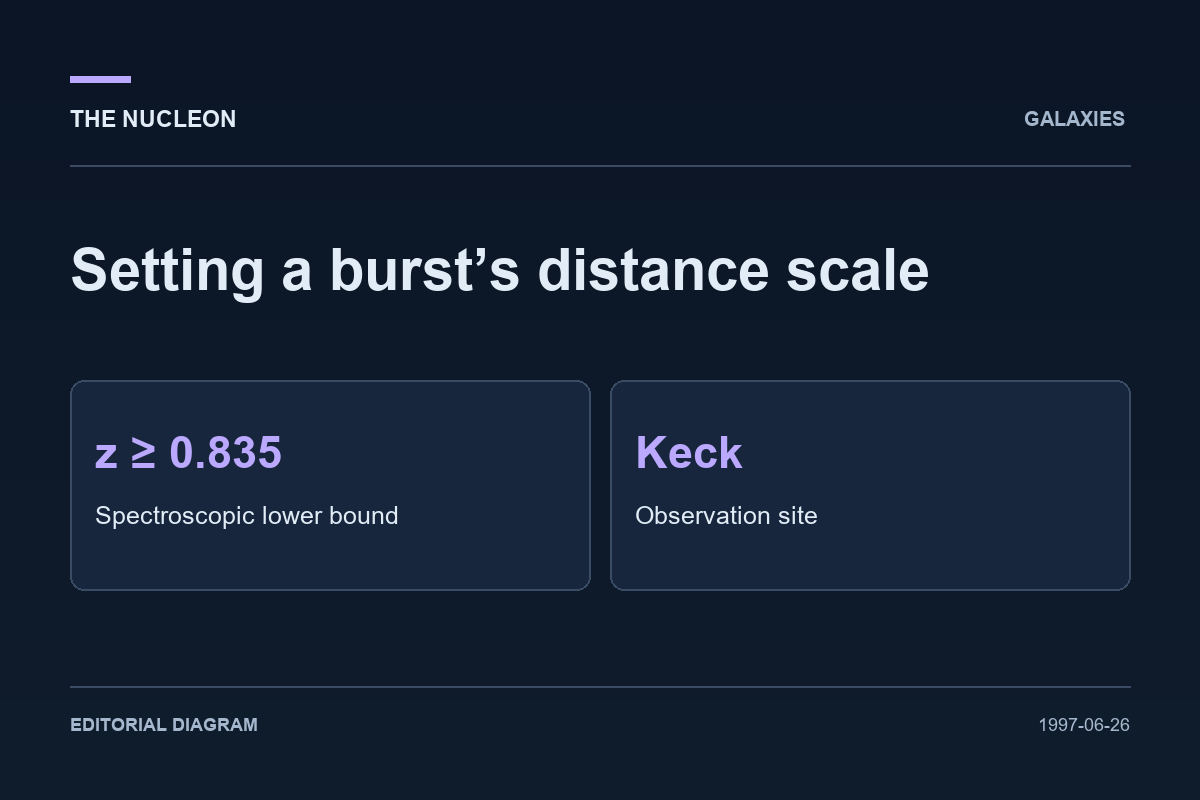 THE NUCLEON
GALAXIES
Setting a burst’s distance scale
z ≥ 0.835
Spectroscopic lower bound
Keck
Observation site
EDITORIAL DIAGRAM
1997-06-26